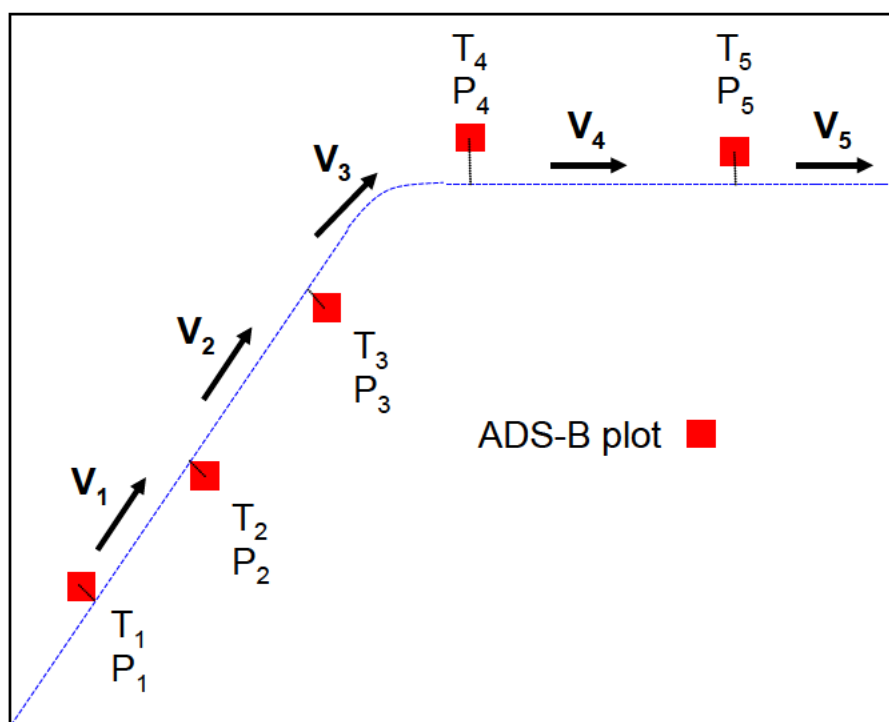 T₄
P₄
V₄
T₅
P₅
V₅
V₃
V₂
T₃
P₃
ADS-B plot
V₁
T₂
P₂
T₁
P₁